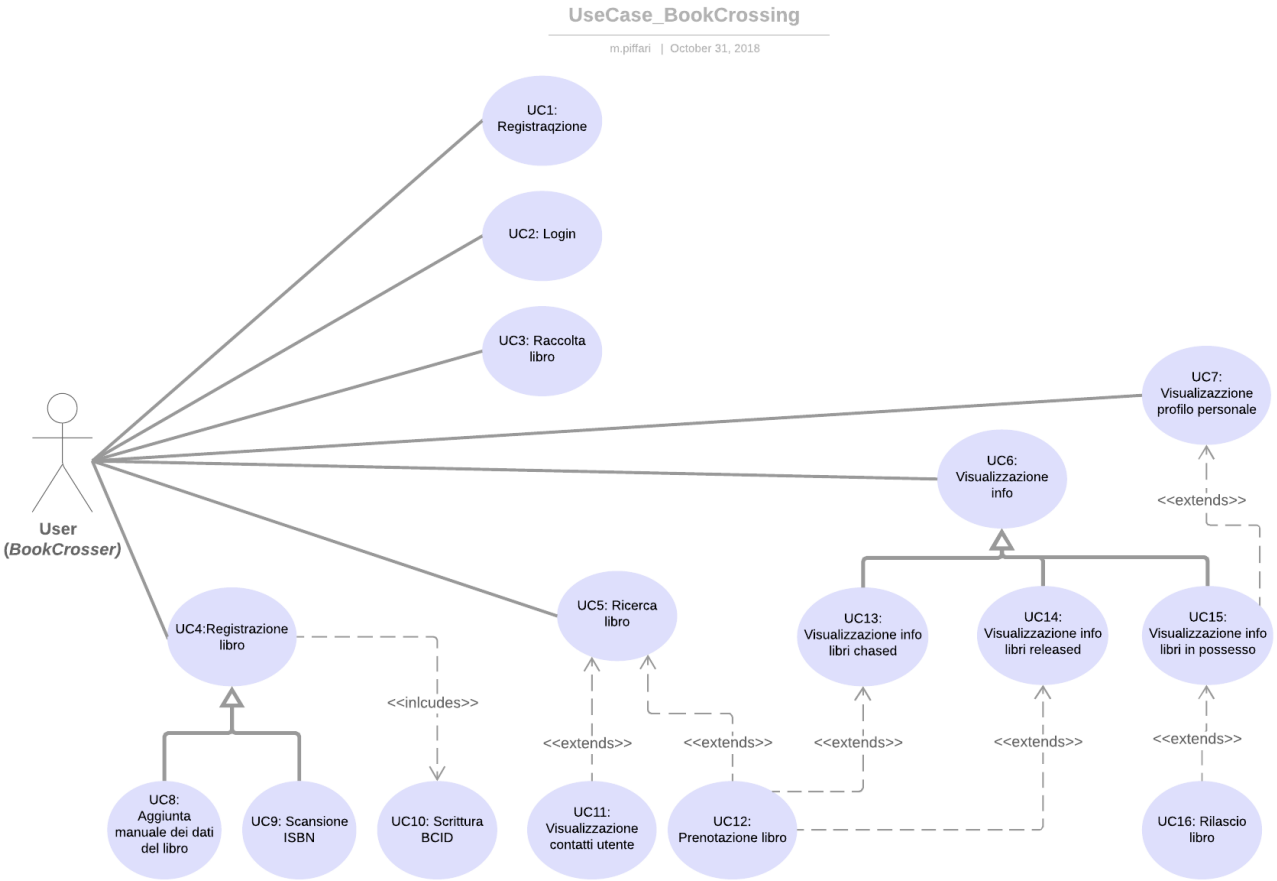 UseCase_BookCrossing
m.piffari | October 31, 2018
UC1:
Registraqzione
UC2: Login
UC3: Raccolta
libro
UC7:
Visualizazzione
profilo personale
UC6:
Visualizzazione
info
<<extends>>
User
(BookCrosser)
UC4:Registrazione
libro
UC5: Ricerca
libro
UC13:
Visualizzazione info
libri chased
UC14:
Visualizzazione info
libri released
UC15:
Visualizzazione info
libri in possesso
<<inlcudes>>
<<extends>>
<<extends>>
<<extends>>
<<extends>>
<<extends>>
UC8:
Aggiunta
manuale dei dati
del libro
UC9: Scansione
ISBN
UC10: Scrittura
BCID
UC11:
Visualizzazione
contatti utente
UC12:
Prenotazione libro
UC16: Rilascio
libro